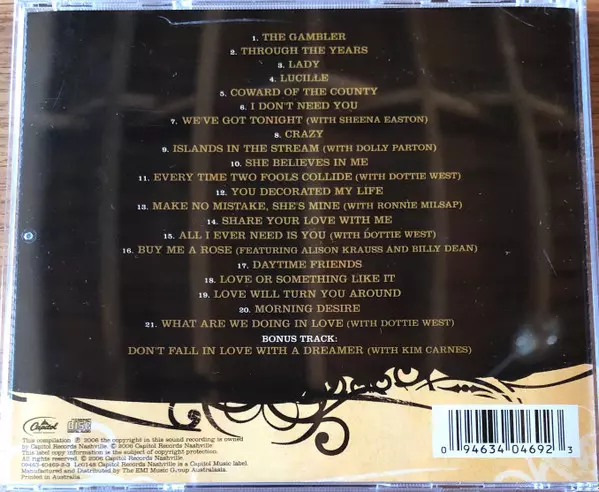 1. THE GAMBLER
2. THROUGH THE YEARS
3. LADY
4. LUCILLE
5. COWARD OF THE COUNTY
6. I DON'T NEED YOU
7. WE'VE GOT TONIGHT (WITH SHEENA EASTON)
8. CRAZY
9. ISLANDS IN THE STREAM (WITH DOLLY PARTON)
10. SHE BELIEVES IN ME
11. EVERY TIME TWO FOOLS COLLIDE (WITH DOTTIE WEST)
12. YOU DECORATED MY LIFE
13. MAKE NO MISTAKE, SHE'S MINE (WITH RONNIE MILSAP)
14. SHARE YOUR LOVE WITH ME
15. ALL I EVER NEED IS YOU (WITH DOTTIE WEST)
16. BUY ME A ROSE (FEATURING ALISON KRAUSS AND BILLY DEAN)
17. DAYTIME FRIENDS
18. LOVE OR SOMETHING LIKE IT
19. LOVE WILL TURN YOU AROUND
20. MORNING DESIRE
21. WHAT ARE WE DOING IN LOVE (WITH DOTTIE WEST)
BONUS TRACK:
DON'T FALL IN LOVE WITH A DREAMER (WITH KIM CARNES)
Capitol
This compilation ℗ 2006 the copyright in this sound recording is owned
by Capitol Records Nashville © 2006 Capitol Records Nashville.
This label copy information is the subject of copyright protection.
All rights reserved. © 2006 Capitol Records Nashville.
Capitol Records Nashville is a Capitol Music label.
Manufactured and Distributed by The EMI Music Group Australasia.
Printed in Australia.
0 94634 04692 3